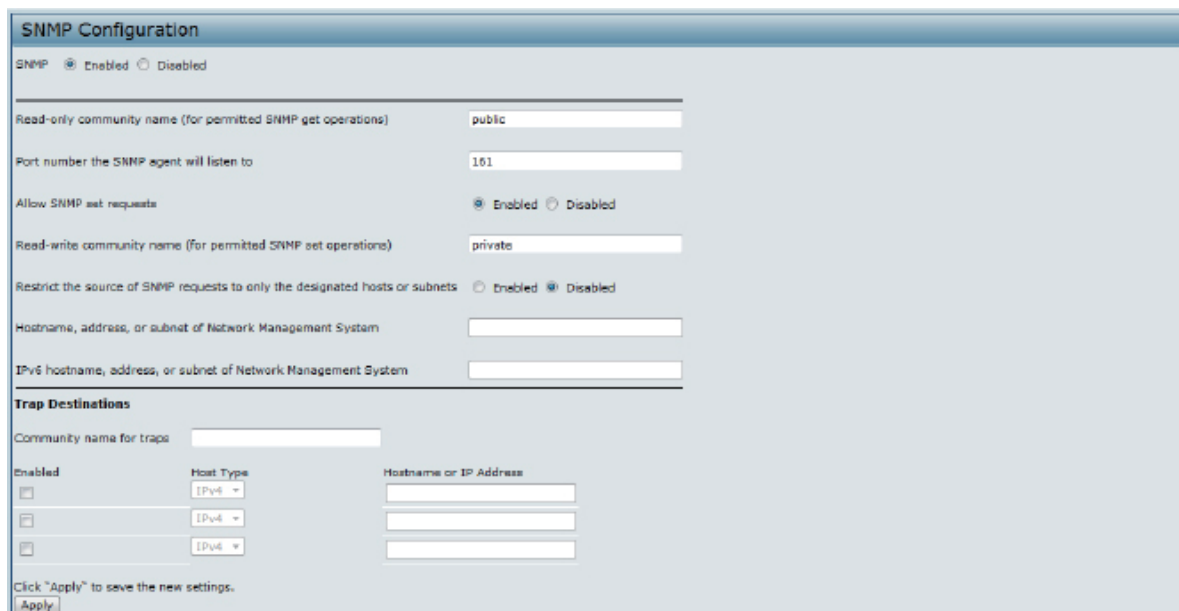 SNMP Configuration
SNMP Enabled Disabled
Read-only community name (for permitted SNMP get operations) public
Port number the SNMP agent will listen to 161
Allow SNMP set requests Enabled Disabled
Read-write community name (for permitted SNMP set operations) private
Restrict the source of SNMP requests to only the designated hosts or subnets Enabled Disabled
Hostname, address, or subnet of Network Management System
IPv6 hostname, address, or subnet of Network Management System
Trap Destinations
Community name for traps
Enabled Host Type Hostname or IP Address
IPv4
IPv4
IPv4
Click "Apply" to save the new settings.
Apply